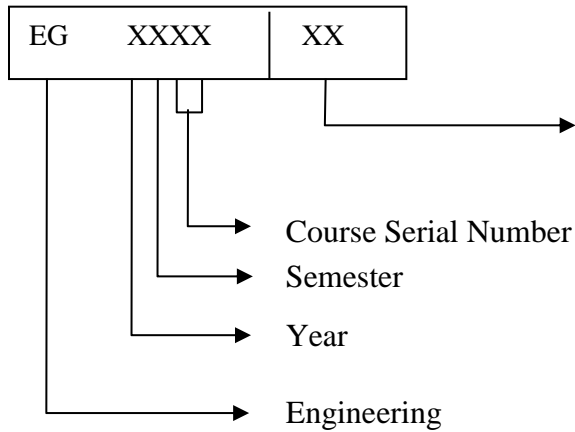 EG XXXX XX
Course Serial Number
Semester
Year
Engineering